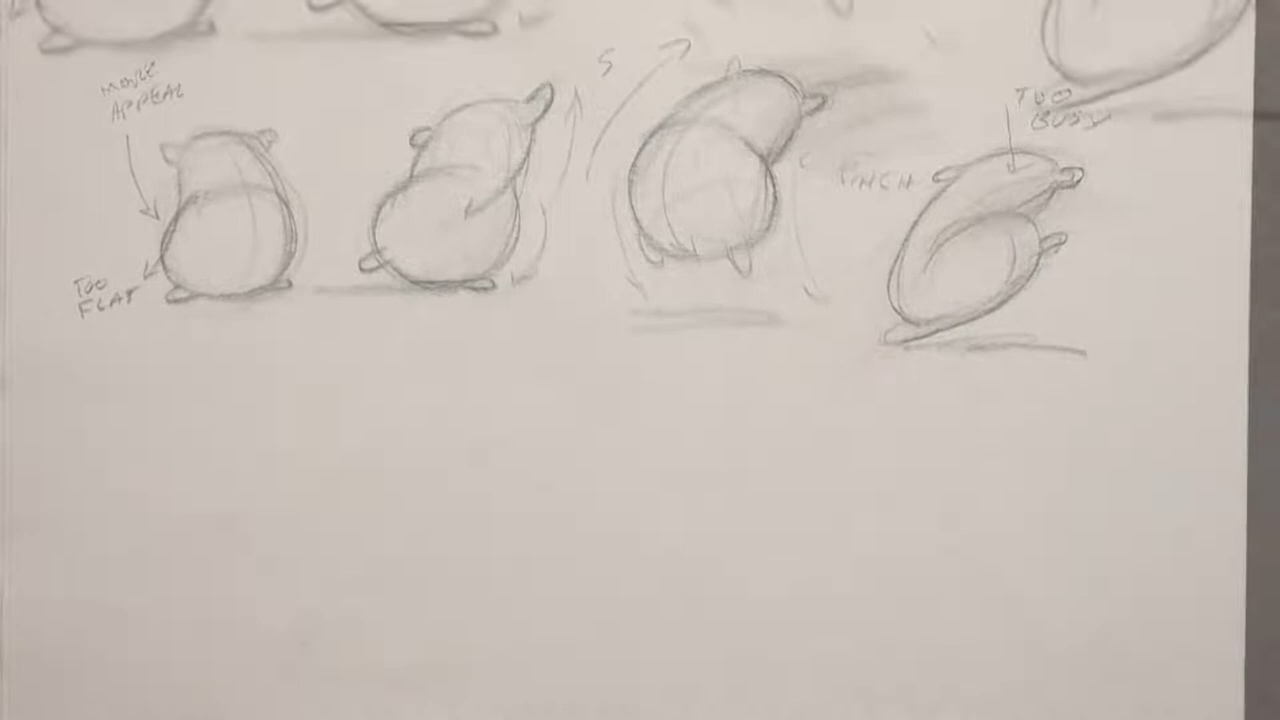 MORE
APPEAL
TOO
FLAT
S
PINCH
TOO
BUSY